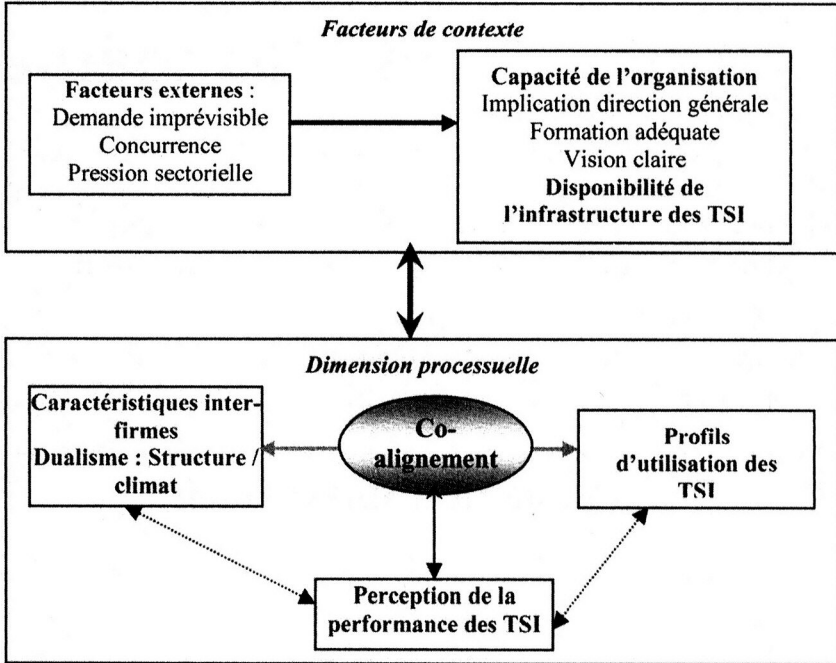 Facteurs de contexte
Facteurs externes :
Demande imprévisible
Concurrence
Pression sectorielle
Capacité de l'organisation
Implication direction générale
Formation adéquate
Vision claire
Disponibilité de
l'infrastructure des TSI
Dimension processuelle
Caractéristiques inter-
firmes
Dualisme : Structure /
climat
Co-
alignement
Profils
d'utilisation des
TSI
Perception de la
performance des TSI